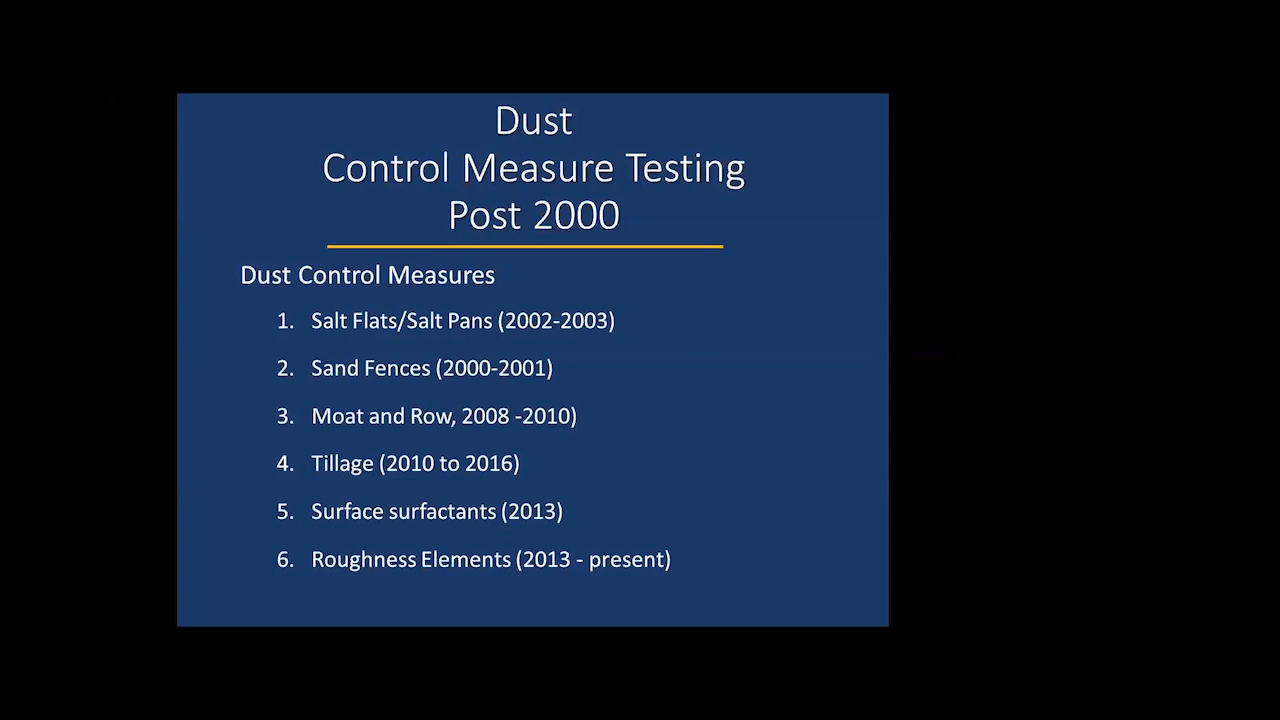 Dust
Control Measure Testing
Post 2000
Dust Control Measures
1. Salt Flats/Salt Pans (2002-2003)
2. Sand Fences (2000-2001)
3. Moat and Row, 2008 -2010)
4. Tillage (2010 to 2016)
5. Surface surfactants (2013)
6. Roughness Elements (2013 - present)